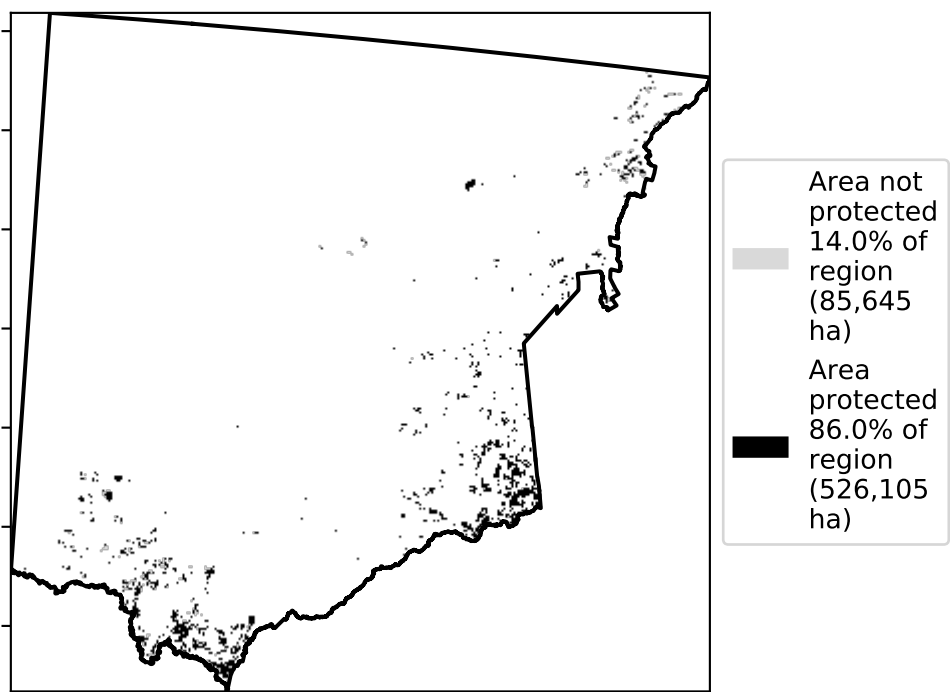 Area not
protected
14.0% of
region
(85,645
ha)
Area
protected
86.0% of
region
(526,105
ha)